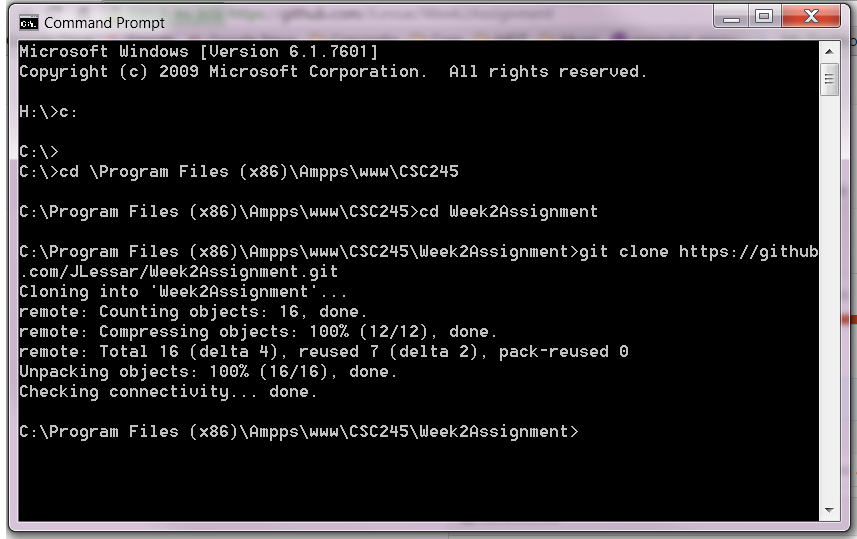 Command Prompt
Microsoft Windows [Version 6.1.7601]
Copyright (c) 2009 Microsoft Corporation.  All rights reserved.
H:\>c:
C:\>
C:\>cd \Program Files (x86)\Ampps\www\CSC245
C:\Program Files (x86)\Ampps\www\CSC245>cd Week2Assignment
C:\Program Files (x86)\Ampps\www\CSC245\Week2Assignment>git clone https://github
.com/JLessar/Week2Assignment.git
Cloning into 'Week2Assignment'...
remote: Counting objects: 16, done.
remote: Compressing objects: 100% (12/12), done.
remote: Total 16 (delta 4), reused 7 (delta 2), pack-reused 0
Unpacking objects: 100% (16/16), done.
Checking connectivity... done.
C:\Program Files (x86)\Ampps\www\CSC245\Week2Assignment>